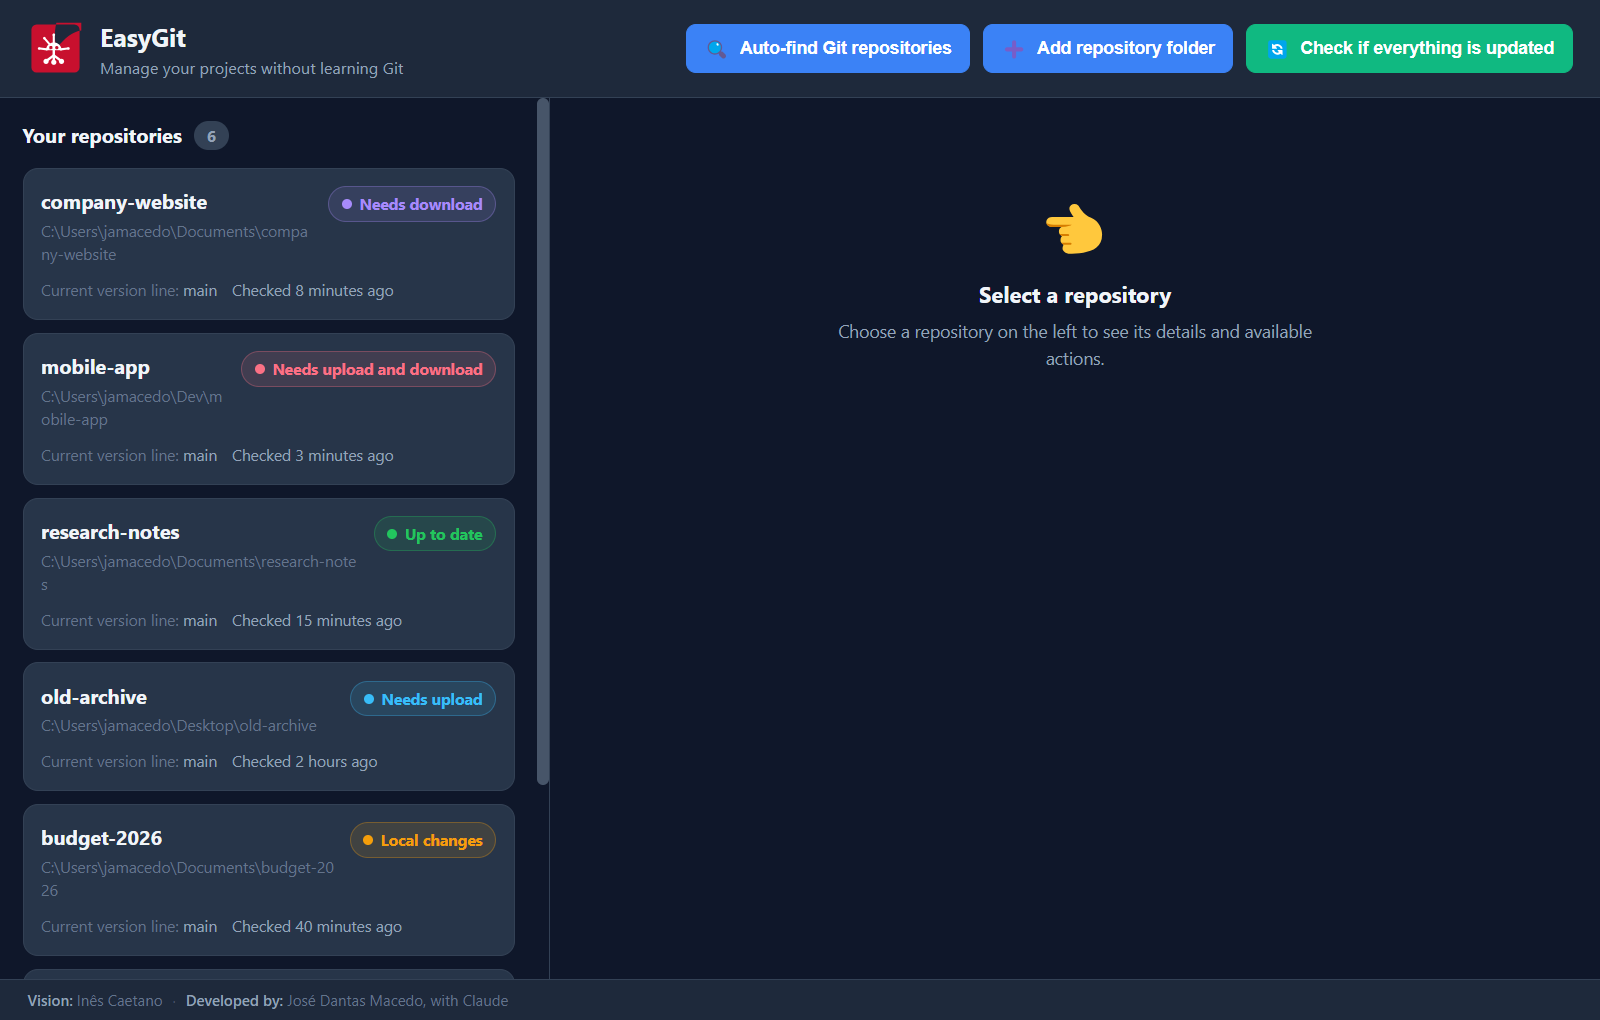 EasyGit
Manage your projects without learning Git
Auto-find Git repositories
Add repository folder
Check if everything is updated
Your repositories 6
company-website
Needs download
C:\Users\jamacedo\Documents\compa
ny-website
Current version line: main Checked 8 minutes ago
mobile-app
Needs upload and download
C:\Users\jamacedo\Dev\m
obile-app
Current version line: main Checked 3 minutes ago
research-notes
Up to date
C:\Users\jamacedo\Documents\research-note
s
Current version line: main Checked 15 minutes ago
old-archive
Needs upload
C:\Users\jamacedo\Desktop\old-archive
Current version line: main Checked 2 hours ago
budget-2026
Local changes
C:\Users\jamacedo\Documents\budget-20
26
Current version line: main Checked 40 minutes ago
Select a repository
Choose a repository on the left to see its details and available
actions.
Vision: Inês Caetano · Developed by: José Dantas Macedo, with Claude